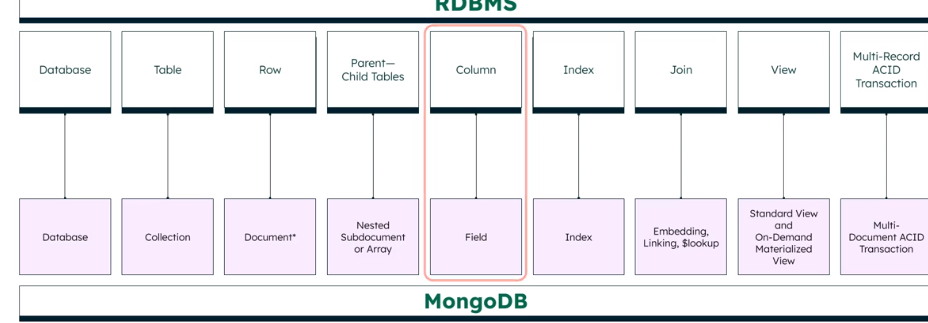 RDBMS
Database
Table
Row
Parent—
Child Tables
Column
Index
Join
View
Multi-Record
ACID
Transaction
Database
Collection
Document*
Nested
Subdocument
or Array
Field
Index
Embedding,
Linking, $lookup
Standard View
and
On-Demand
Materialized
View
Multi-
Document ACID
Transaction
MongoDB